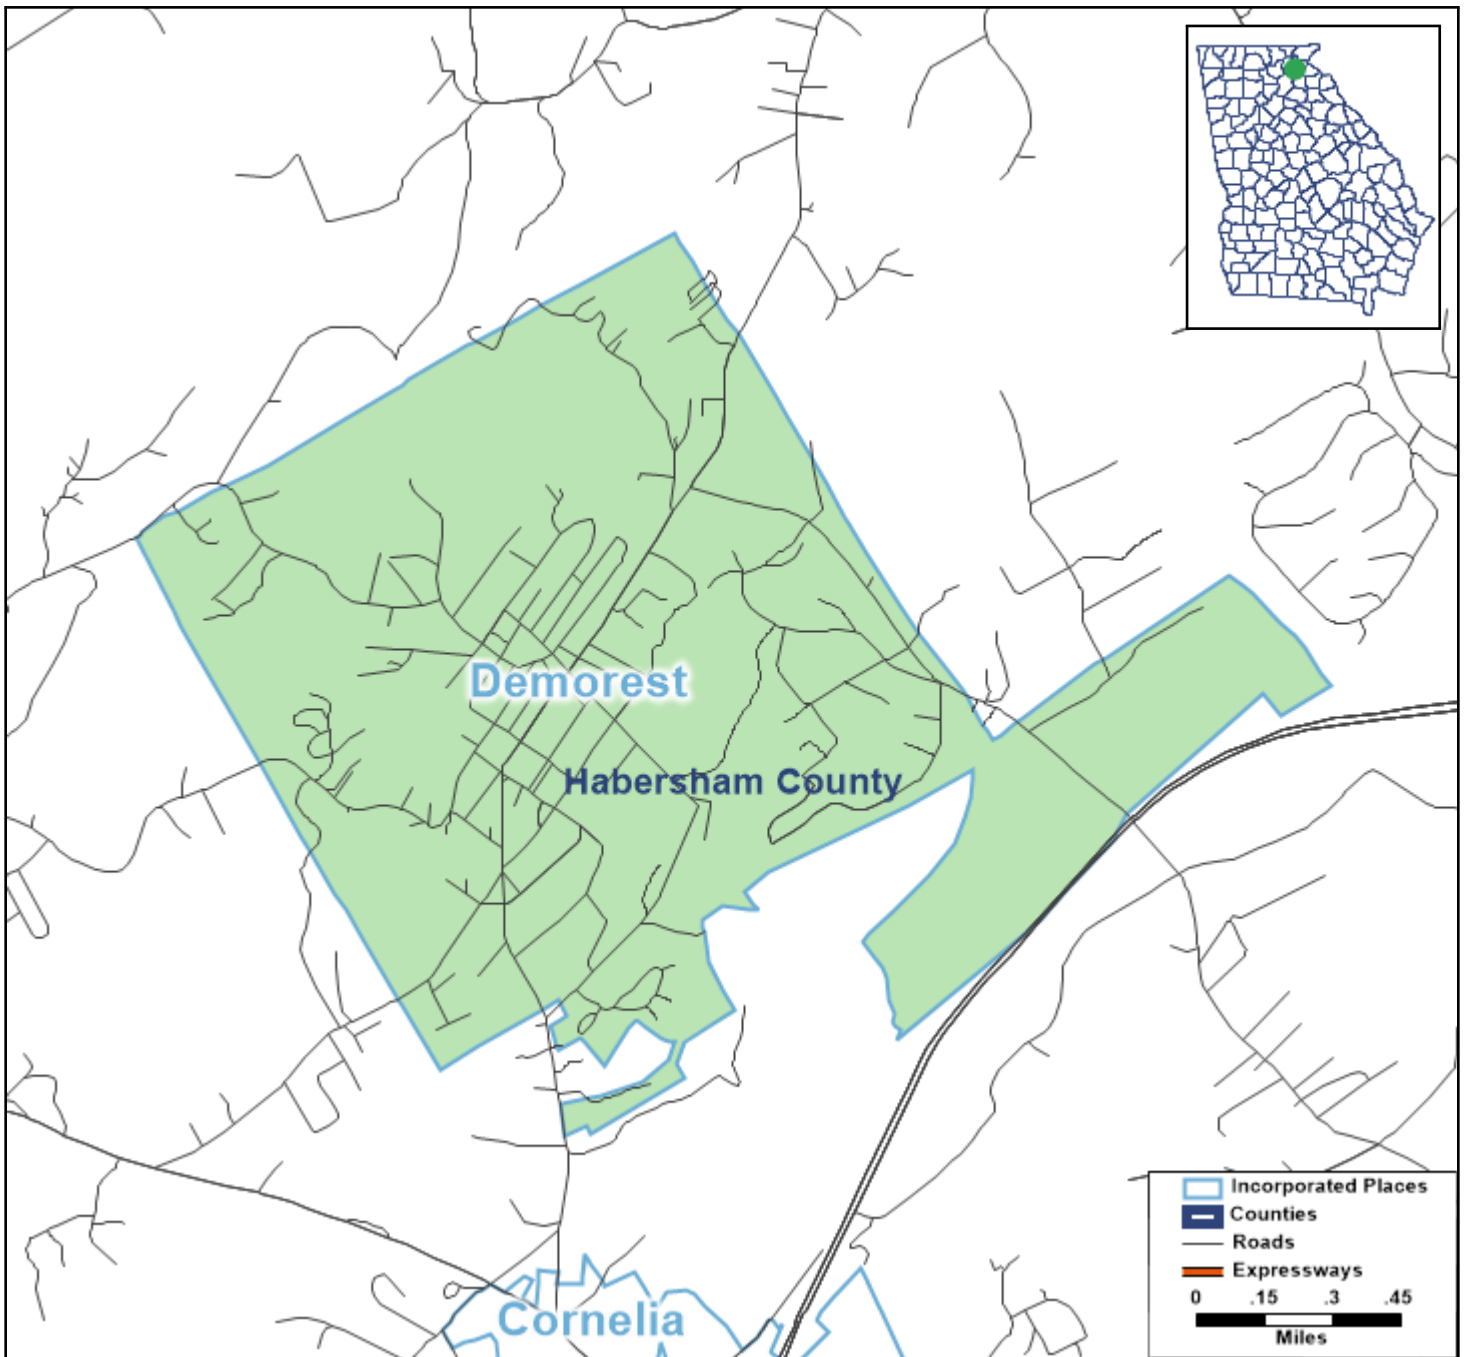 Demorest
Habersham County
Cornelia
Incorporated Places
Counties
Roads
Expressways
0 .15 .3 .45
Miles